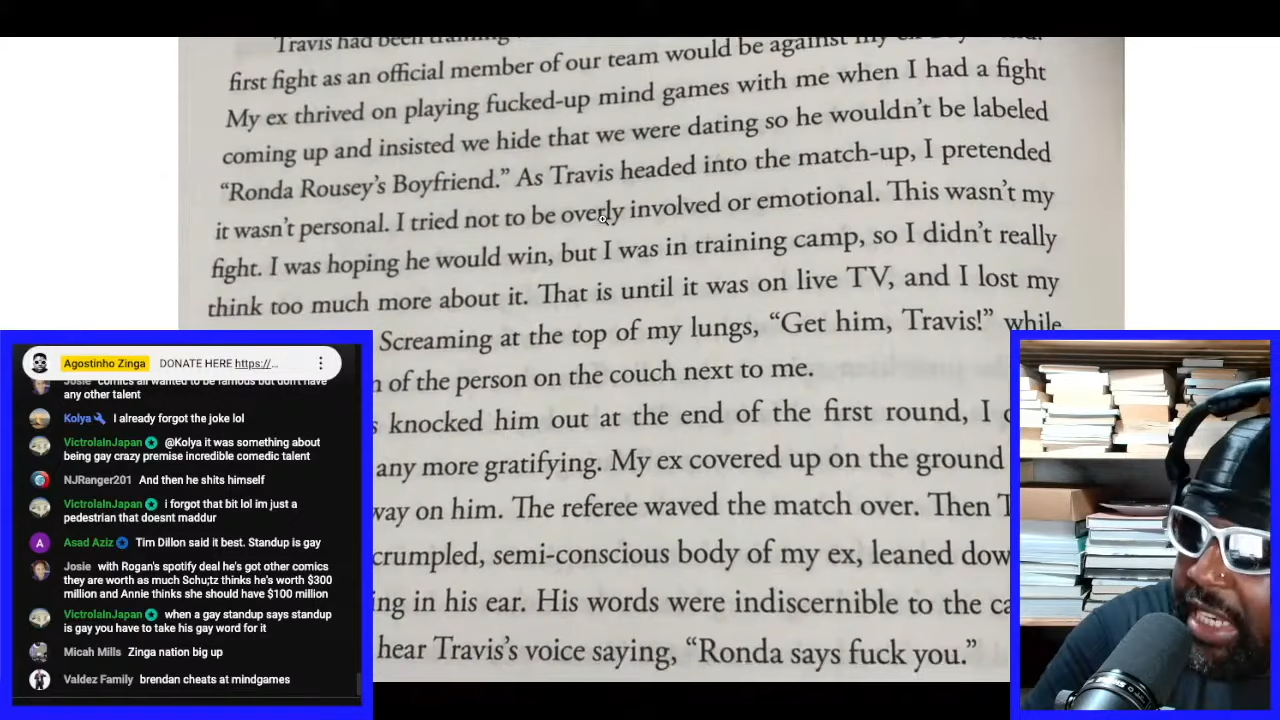 Travis had been training
first fight as an official member of our team would be against my ex
My ex thrived on playing fucked-up mind games with me when I had a fight
coming up and insisted we hide that we were dating so he wouldn't be labeled
“Ronda Rousey's Boyfriend.” As Travis headed into the match-up, I pretended
it wasn't personal. I tried not to be overly involved or emotional. This wasn't my
fight. I was hoping he would win, but I was in training camp, so I didn't really
think too much more about it. That is until it was on live TV, and I lost my
Screaming at the top of my lungs, “Get him, Travis!” while
of the person on the couch next to me.
knocked him out at the end of the first round, I
any more gratifying. My ex covered up on the ground
way on him. The referee waved the match over. Then
crumpled, semi-conscious body of my ex, leaned dow
ing in his ear. His words were indiscernible to the ca
hear Travis's voice saying, “Ronda says fuck you.”
Agostinho Zinga DONATE HERE https://...
Josie comics all wanted to be famous but dont have
any other talent
Kolya I already forgot the joke lol
VictrolaInJapan @Kolya it was something about
being gay crazy premise incredible comedic talent
NJRanger201 And then he shits himself
VictrolaInJapan i forgot that bit lol im just a
pedestrian that doesnt maddur
A Asad Aziz Tim Dillon said it best. Standup is gay
Josie with Rogan's spotify deal he's got other comics
they are worth as much Schu;tz thinks he's worth $300
million and Annie thinks she should have $100 million
VictrolaInJapan when a gay standup says standup
is gay you have to take his gay word for it
Micah Mills Zinga nation big up
Valdez Family brendan cheats at mindgames